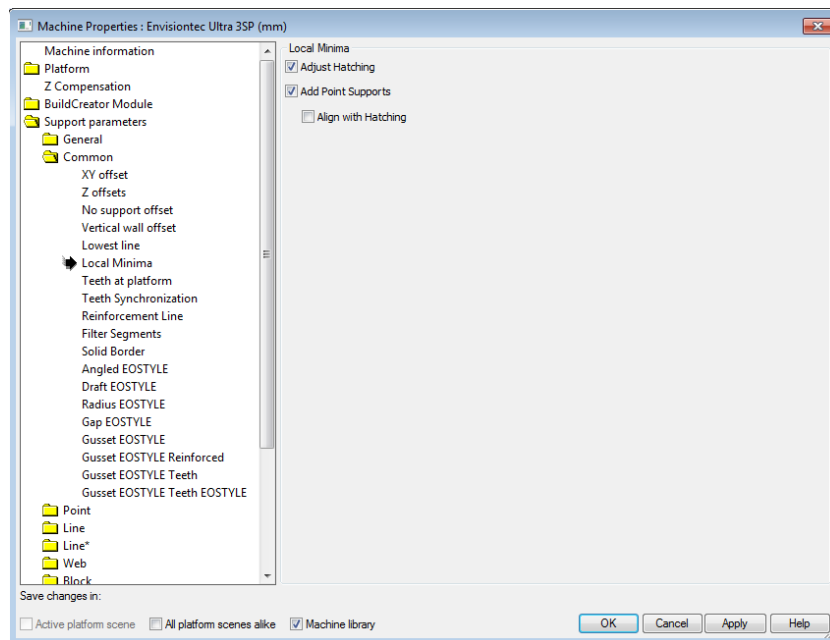 Machine Properties : Envisiontec Ultra 3SP (mm)
Machine information
Platform
Z Compensation
BuildCreator Module
Support parameters
General
Common
XY offset
Z offsets
No support offset
Vertical wall offset
Lowest line
Local Minima
Teeth at platform
Teeth Synchronization
Reinforcement Line
Filter Segments
Solid Border
Angled EOSTYLE
Draft EOSTYLE
Radius EOSTYLE
Gap EOSTYLE
Gusset EOSTYLE
Gusset EOSTYLE Reinforced
Gusset EOSTYLE Teeth
Gusset EOSTYLE Teeth EOSTYLE
Point
Line
Line*
Web
Block
Local Minima
Adjust Hatching
Add Point Supports
Align with Hatching
Save changes in:
Active platform scene All platform scenes alike Machine library OK Cancel Apply Help